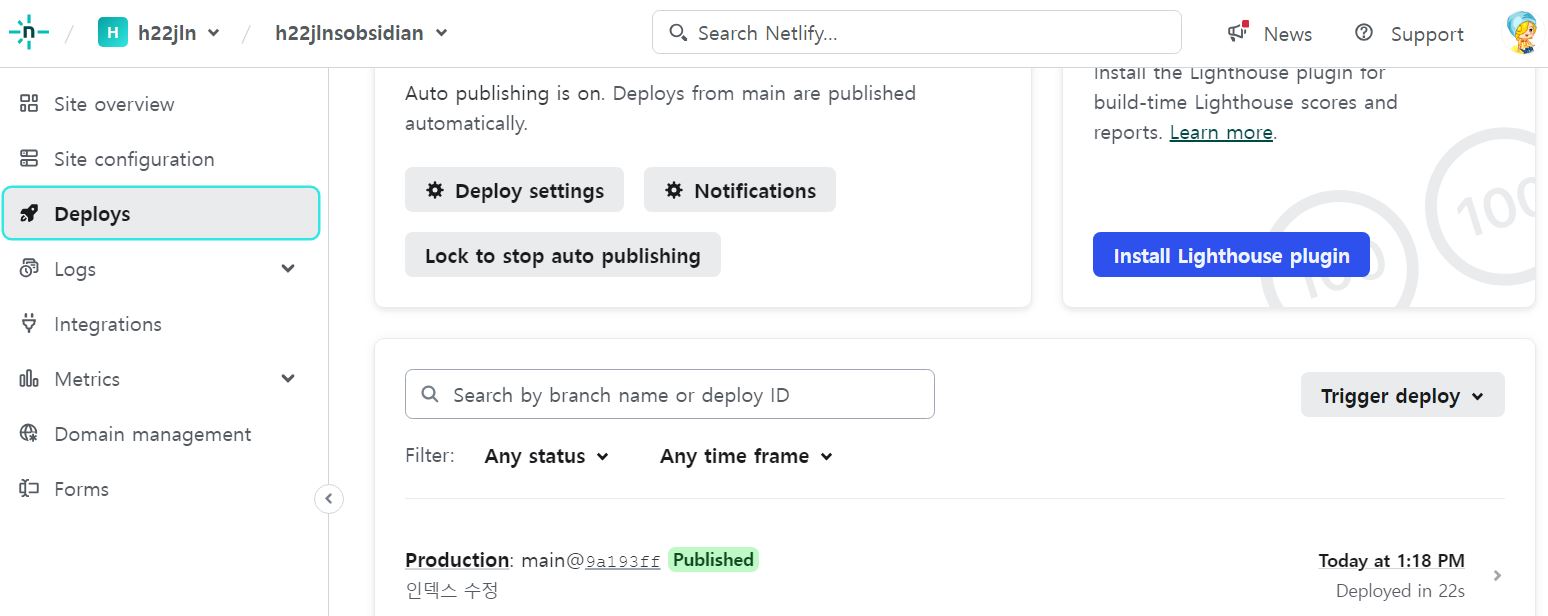 n / H h22jln / h22jlnsobsidian
Search Netlify...
News
Support
Site overview
Site configuration
Deploys
Logs
Integrations
Metrics
Domain management
Forms
Auto publishing is on. Deploys from main are published
automatically.
Deploy settings
Notifications
Lock to stop auto publishing
Install the Lighthouse plugin for
build-time Lighthouse scores and
reports. Learn more.
100
100
Install Lighthouse plugin
Search by branch name or deploy ID
Trigger deploy
Filter: Any status Any time frame
Production: main@9a193ff Published
인덱스 수정
Today at 1:18 PM
Deployed in 22s